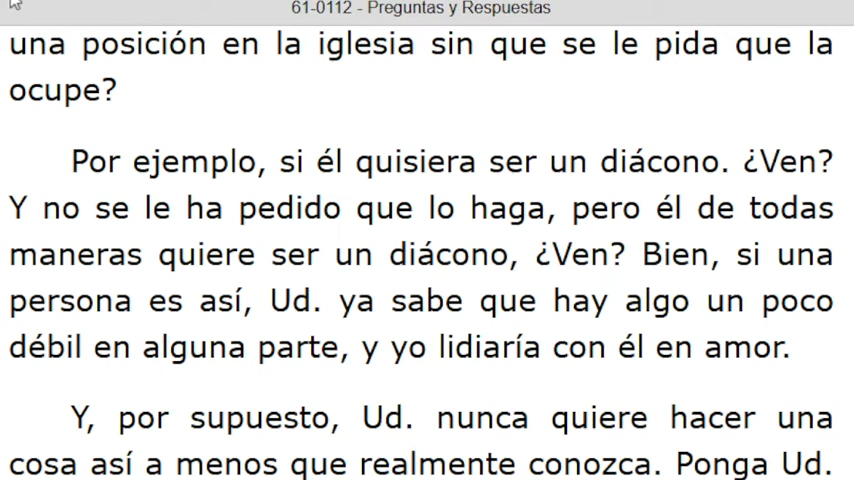 61-0112 - Preguntas y Respuestas
una posición en la iglesia sin que se le pida que la
ocupe?
Por ejemplo, si él quisiera ser un diácono. ¿Ven?
Y no se le ha pedido que lo haga, pero él de todas
maneras quiere ser un diácono, ¿Ven? Bien, si una
persona es así, Ud. ya sabe que hay algo un poco
débil en alguna parte, y yo lidiaría con él en amor.
Y, por supuesto, Ud. nunca quiere hacer una
cosa así a menos que realmente conozca. Ponga Ud.